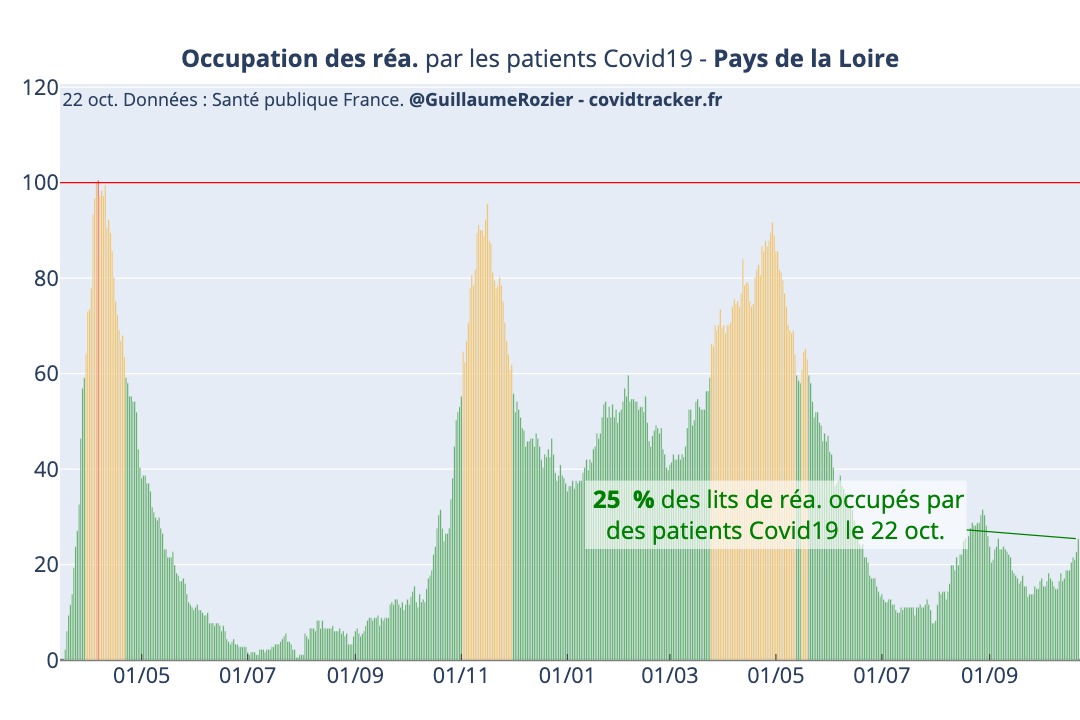 Occupation des réa. par les patients Covid19 - Pays de la Loire
120
22 oct. Données : Santé publique France. @GuillaumeRozier - covidtracker.fr
100
80
60
40
25 % des lits de réa. occupés par
des patients Covid19 le 22 oct.
20
0
01/05 01/07 01/09 01/11 01/01 01/03 01/05 01/07 01/09